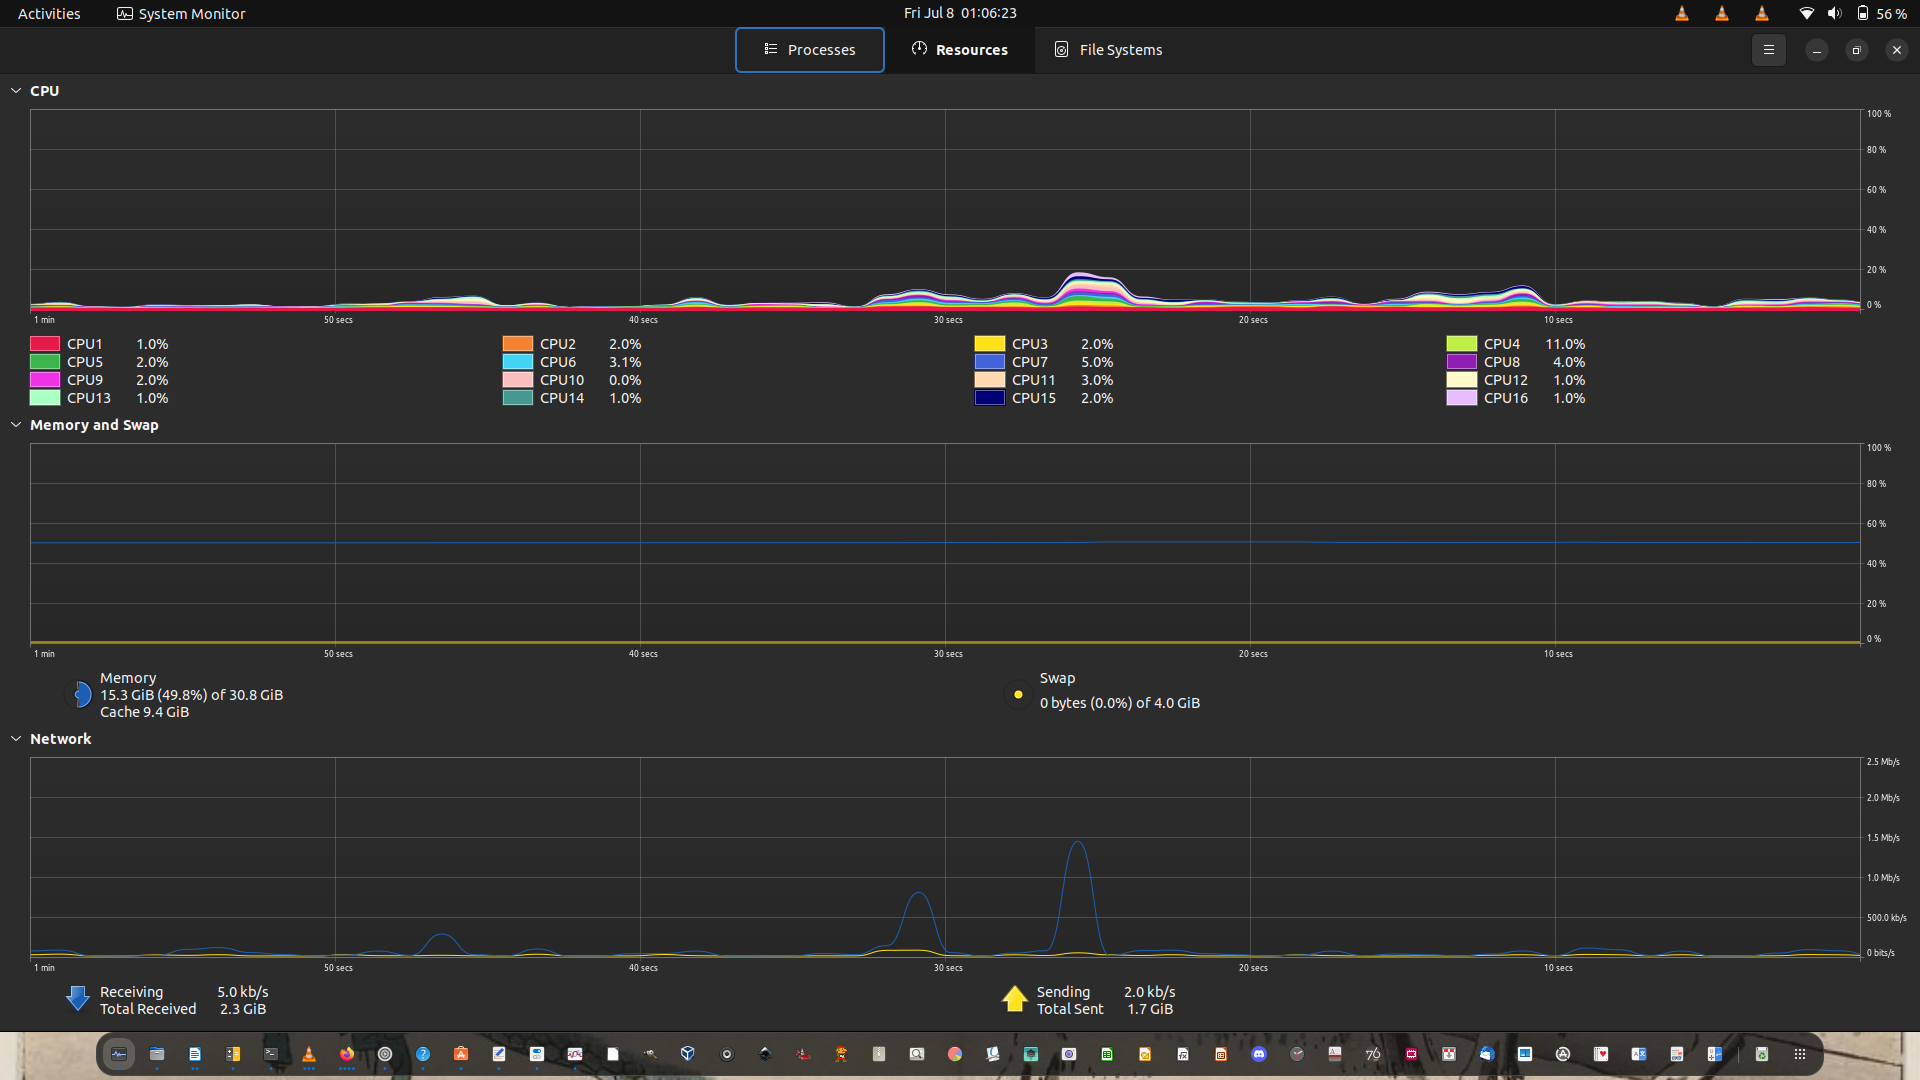 Activities System Monitor Fri Jul 8 01:06:23 56 %
Processes Resources File Systems
CPU
100 %
80 %
60 %
40 %
20 %
0 %
1 min 50 secs 40 secs 30 secs 20 secs 10 secs
CPU1 1.0% CPU2 2.0% CPU3 2.0% CPU4 11.0%
CPU5 2.0% CPU6 3.1% CPU7 5.0% CPU8 4.0%
CPU9 2.0% CPU10 0.0% CPU11 3.0% CPU12 1.0%
CPU13 1.0% CPU14 1.0% CPU15 2.0% CPU16 1.0%
Memory and Swap
100 %
80 %
60 %
40 %
20 %
0 %
1 min 50 secs 40 secs 30 secs 20 secs 10 secs
Memory
15.3 GiB (49.8%) of 30.8 GiB
Cache 9.4 GiB
Swap
0 bytes (0.0%) of 4.0 GiB
Network
2.5 Mb/s
2.0 Mb/s
1.5 Mb/s
1.0 Mb/s
500.0 kb/s
0 bits/s
1 min 50 secs 40 secs 30 secs 20 secs 10 secs
Receiving 5.0 kb/s
Total Received 2.3 GiB
Sending 2.0 kb/s
Total Sent 1.7 GiB
76